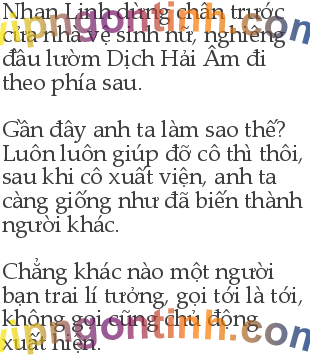 Nhan Linh dừng chân trước
cửa nhà vệ sinh nữ, nghiêng
đầu lườm Dịch Hải Âm đi
theo phía sau.
Gần đây anh ta làm sao thế?
Luôn luôn giúp đỡ cô thì thôi,
sau khi cô xuất viện, anh ta
càng giống như đã biến thành
người khác.
Chẳng khác nào một người
bạn trai lí tưởng, gọi tới là tới,
không gọi cũng chủ động
xuất hiện.